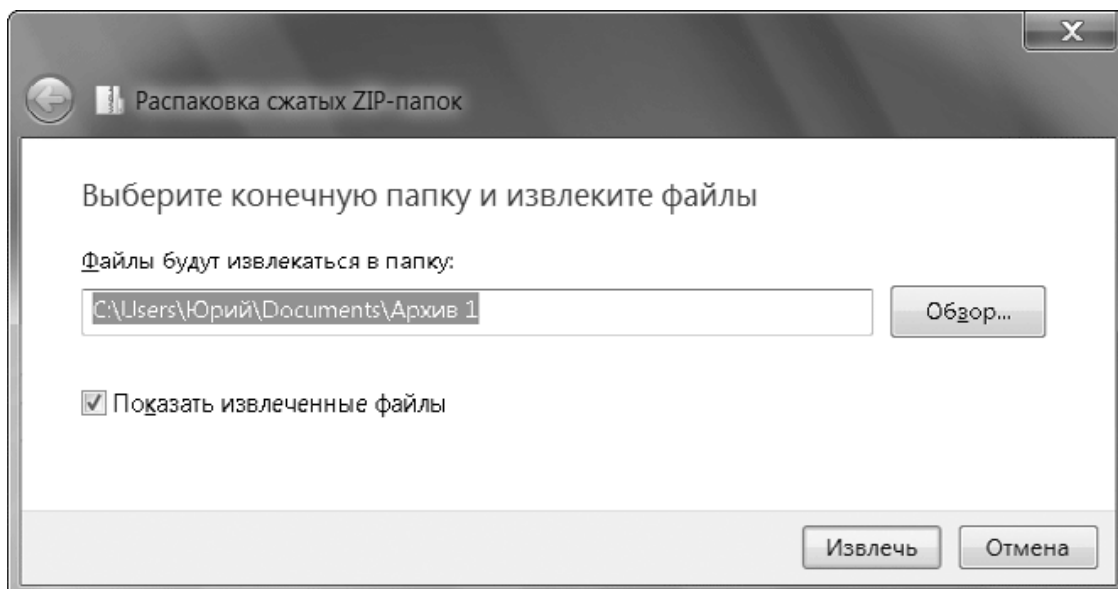 Распаковка сжатых ZIP-папок
Выберите конечную папку и извлеките файлы
Файлы будут извлекаться в папку:
C:\Users\Юрий\Documents\Архив 1
Обзор...
Показать извлеченные файлы
Извлечь
Отмена